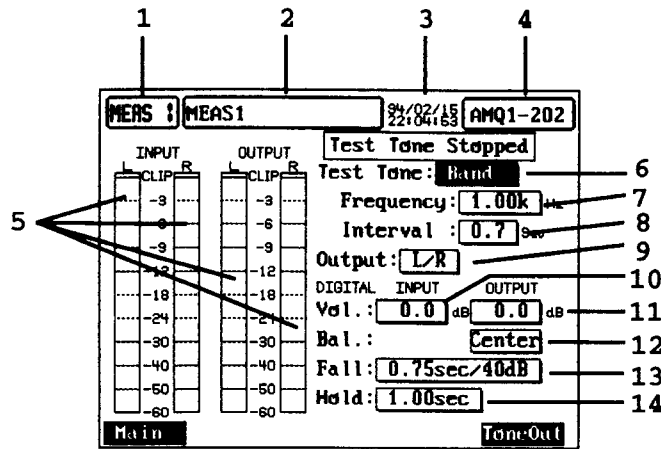 1 2 3 4
MEAS : MEAS1 94/02/15 22:04:53 AMQ1-202
Test Tone Stopped
INPUT OUTPUT
L R L R
CLIP CLIP
Test Tone: Band 6
Frequency: 1.00k Hz 7
Interval : 0.7 Sec 8
Output: L/R 9
5
-3 -3
-6 -6
-9 -9
-12 -12
-18 -18
-24 -24
-30 -30
-40 -40
-50 -50
-60 -60
DIGITAL INPUT OUTPUT 10
Vol.: 0.0 dB 0.0 dB 11
Bal.: Center 12
Fall: 0.75sec/40dB 13
Hold: 1.00sec 14
Main ToneOut